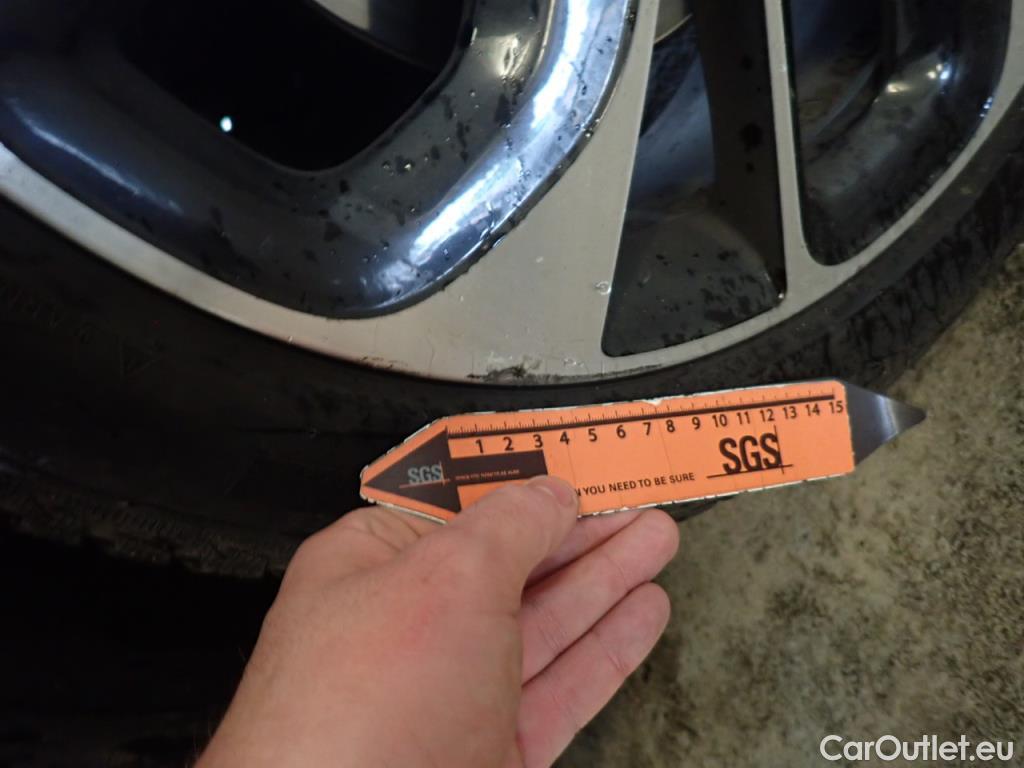 1 2 3 4 5 6 7 8 9 10 11 12 13 14 15
SGS
N YOU NEED TO BE SURE
SGS
CarOutlet.eu